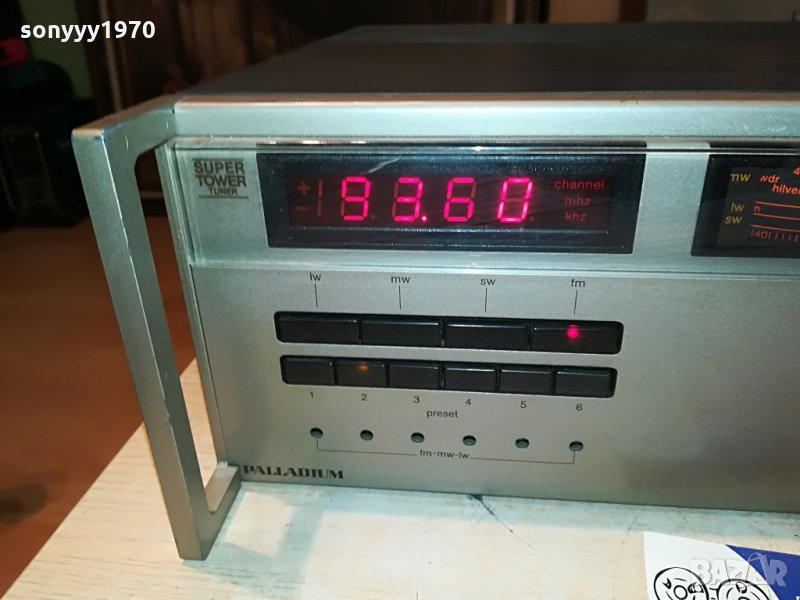 sonyyy1970
SUPER
TOWER
TUNER
+
-
93.60
channel
mhz
khz
mw
wdr
hilver
lw
sw
lw mw sw fm
1 2 3 4 5 6
preset
fm-mw-lw
PALLADIUM
BAZAR